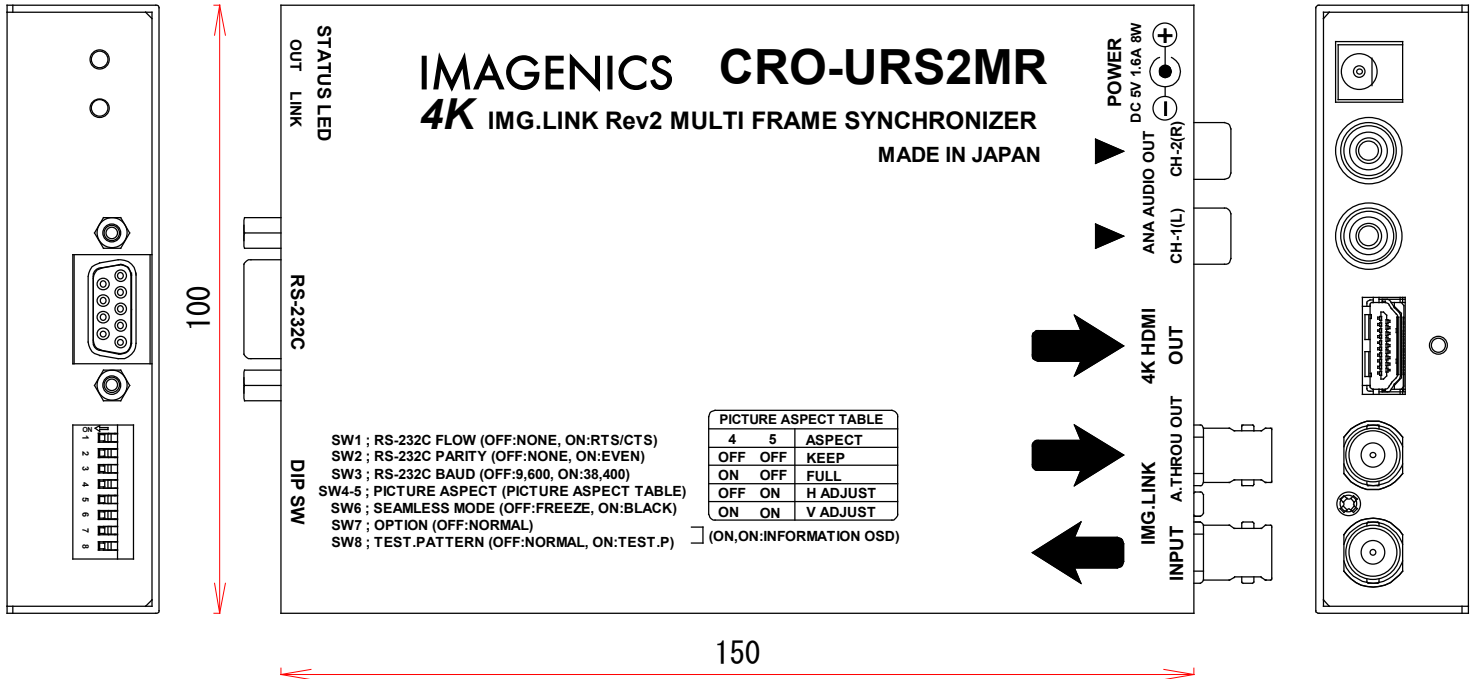 STATUS LED
OUT LINK
IMAGENICS CRO-URS2MR
4K IMG.LINK Rev2 MULTI FRAME SYNCHRONIZER
MADE IN JAPAN
POWER
DC 5V 1.6A 8W
ANA AUDIO OUT
CH-2(R)
CH-1(L)
RS-232C
100
4K HDMI
OUT
IMG.LINK
A.THROU OUT
INPUT
DIP SW
SW1 ; RS-232C FLOW (OFF:NONE, ON:RTS/CTS)
SW2 ; RS-232C PARITY (OFF:NONE, ON:EVEN)
SW3 ; RS-232C BAUD (OFF:9,600, ON:38,400)
SW4-5 ; PICTURE ASPECT (PICTURE ASPECT TABLE)
SW6 ; SEAMLESS MODE (OFF:FREEZE, ON:BLACK)
SW7 ; OPTION (OFF:NORMAL)
SW8 ; TEST.PATTERN (OFF:NORMAL, ON:TEST.P)
(ON,ON:INFORMATION OSD)
PICTURE ASPECT TABLE
4 5 ASPECT
OFF OFF KEEP
ON OFF FULL
OFF ON H ADJUST
ON ON V ADJUST
ON
1
2
3
4
5
6
7
8
150